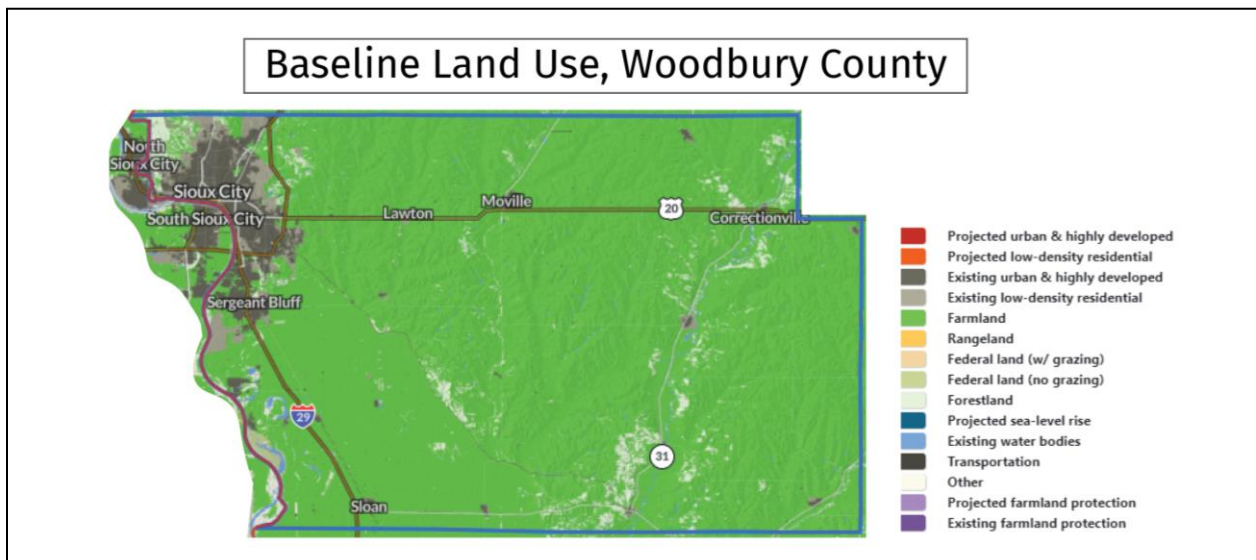 Baseline Land Use, Woodbury County
North
Sioux City
Sioux City
South Sioux City
Lawton
Moville
20
Correctionville
Sergeant Bluff
29
31
Sloan
Projected urban & highly developed
Projected low-density residential
Existing urban & highly developed
Existing low-density residential
Farmland
Rangeland
Federal land (w/ grazing)
Federal land (no grazing)
Forestland
Projected sea-level rise
Existing water bodies
Transportation
Other
Projected farmland protection
Existing farmland protection